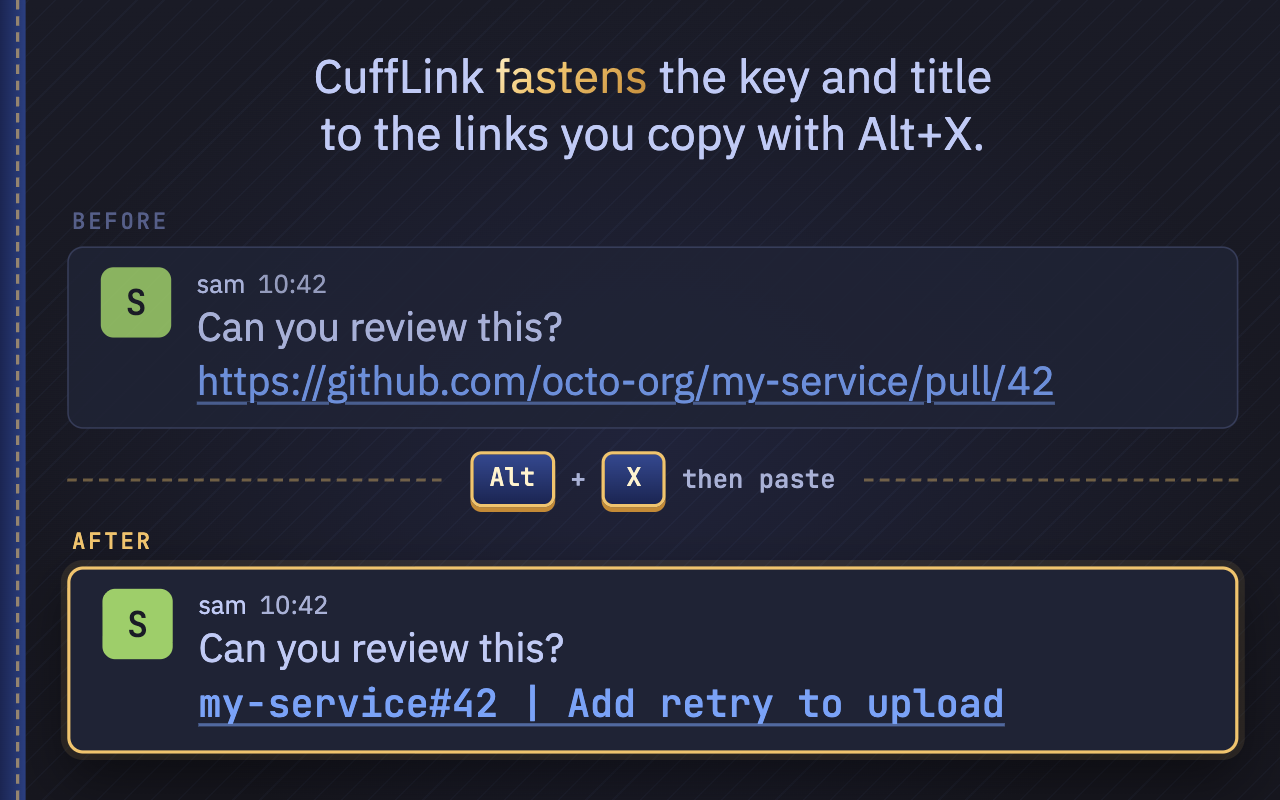 CuffLink fastens the key and title
to the links you copy with Alt+X.
BEFORE
S
sam 10:42
Can you review this?
https://github.com/octo-org/my-service/pull/42
Alt + X then paste
AFTER
S
sam 10:42
Can you review this?
my-service#42 | Add retry to upload